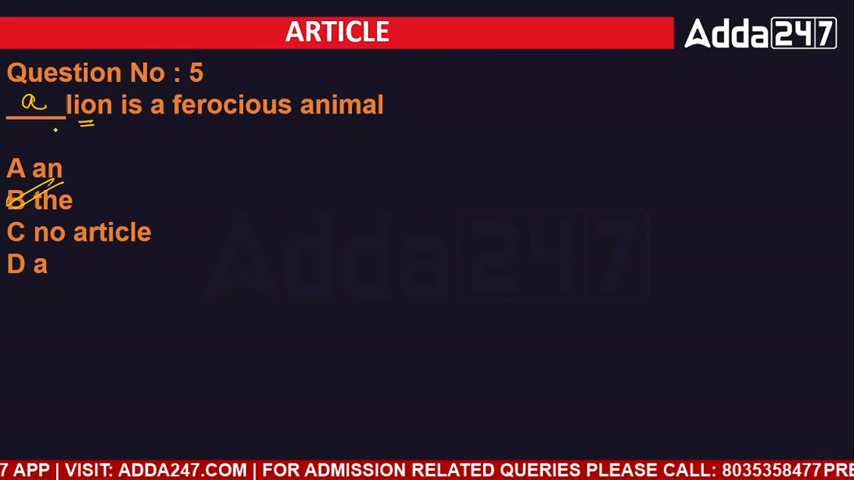 ARTICLE
Adda247
Question No : 5
a lion is a ferocious animal
A an
B the
C no article
D a
Adda247
7 APP | VISIT: ADDA247.COM | FOR ADMISSION RELATED QUERIES PLEASE CALL: 8035358477PRE